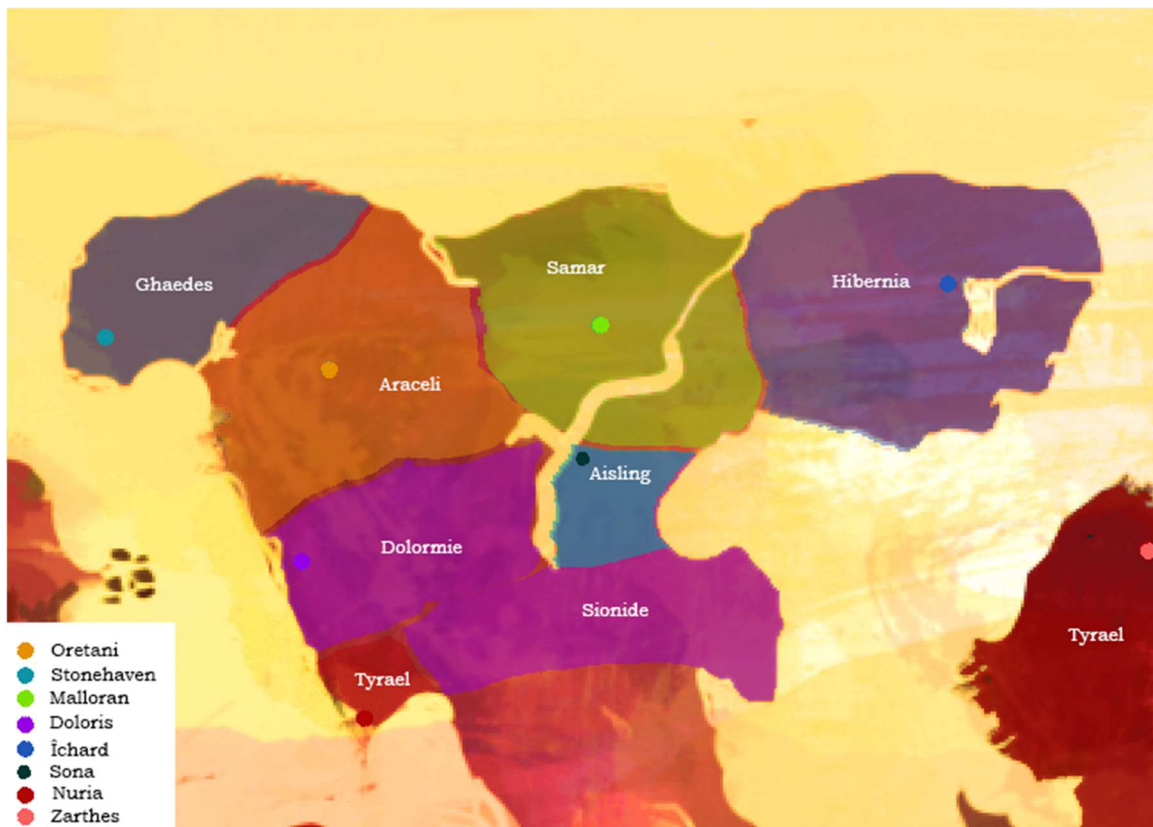 Ghaedes
Samar
Hibernia
Araceli
Aisling
Dolormie
Sionide
Tyrael
Tyrael
Oretani
Stonehaven
Malloran
Doloris
Îchard
Sona
Nuria
Zarthes